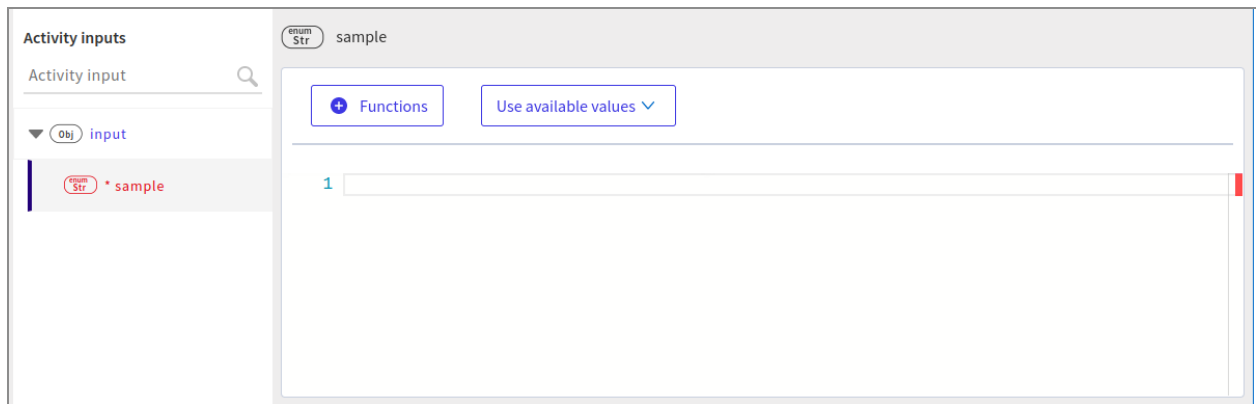 Activity inputs
Activity input
Obj input
enum Str * sample
enum Str sample
Functions
Use available values
1